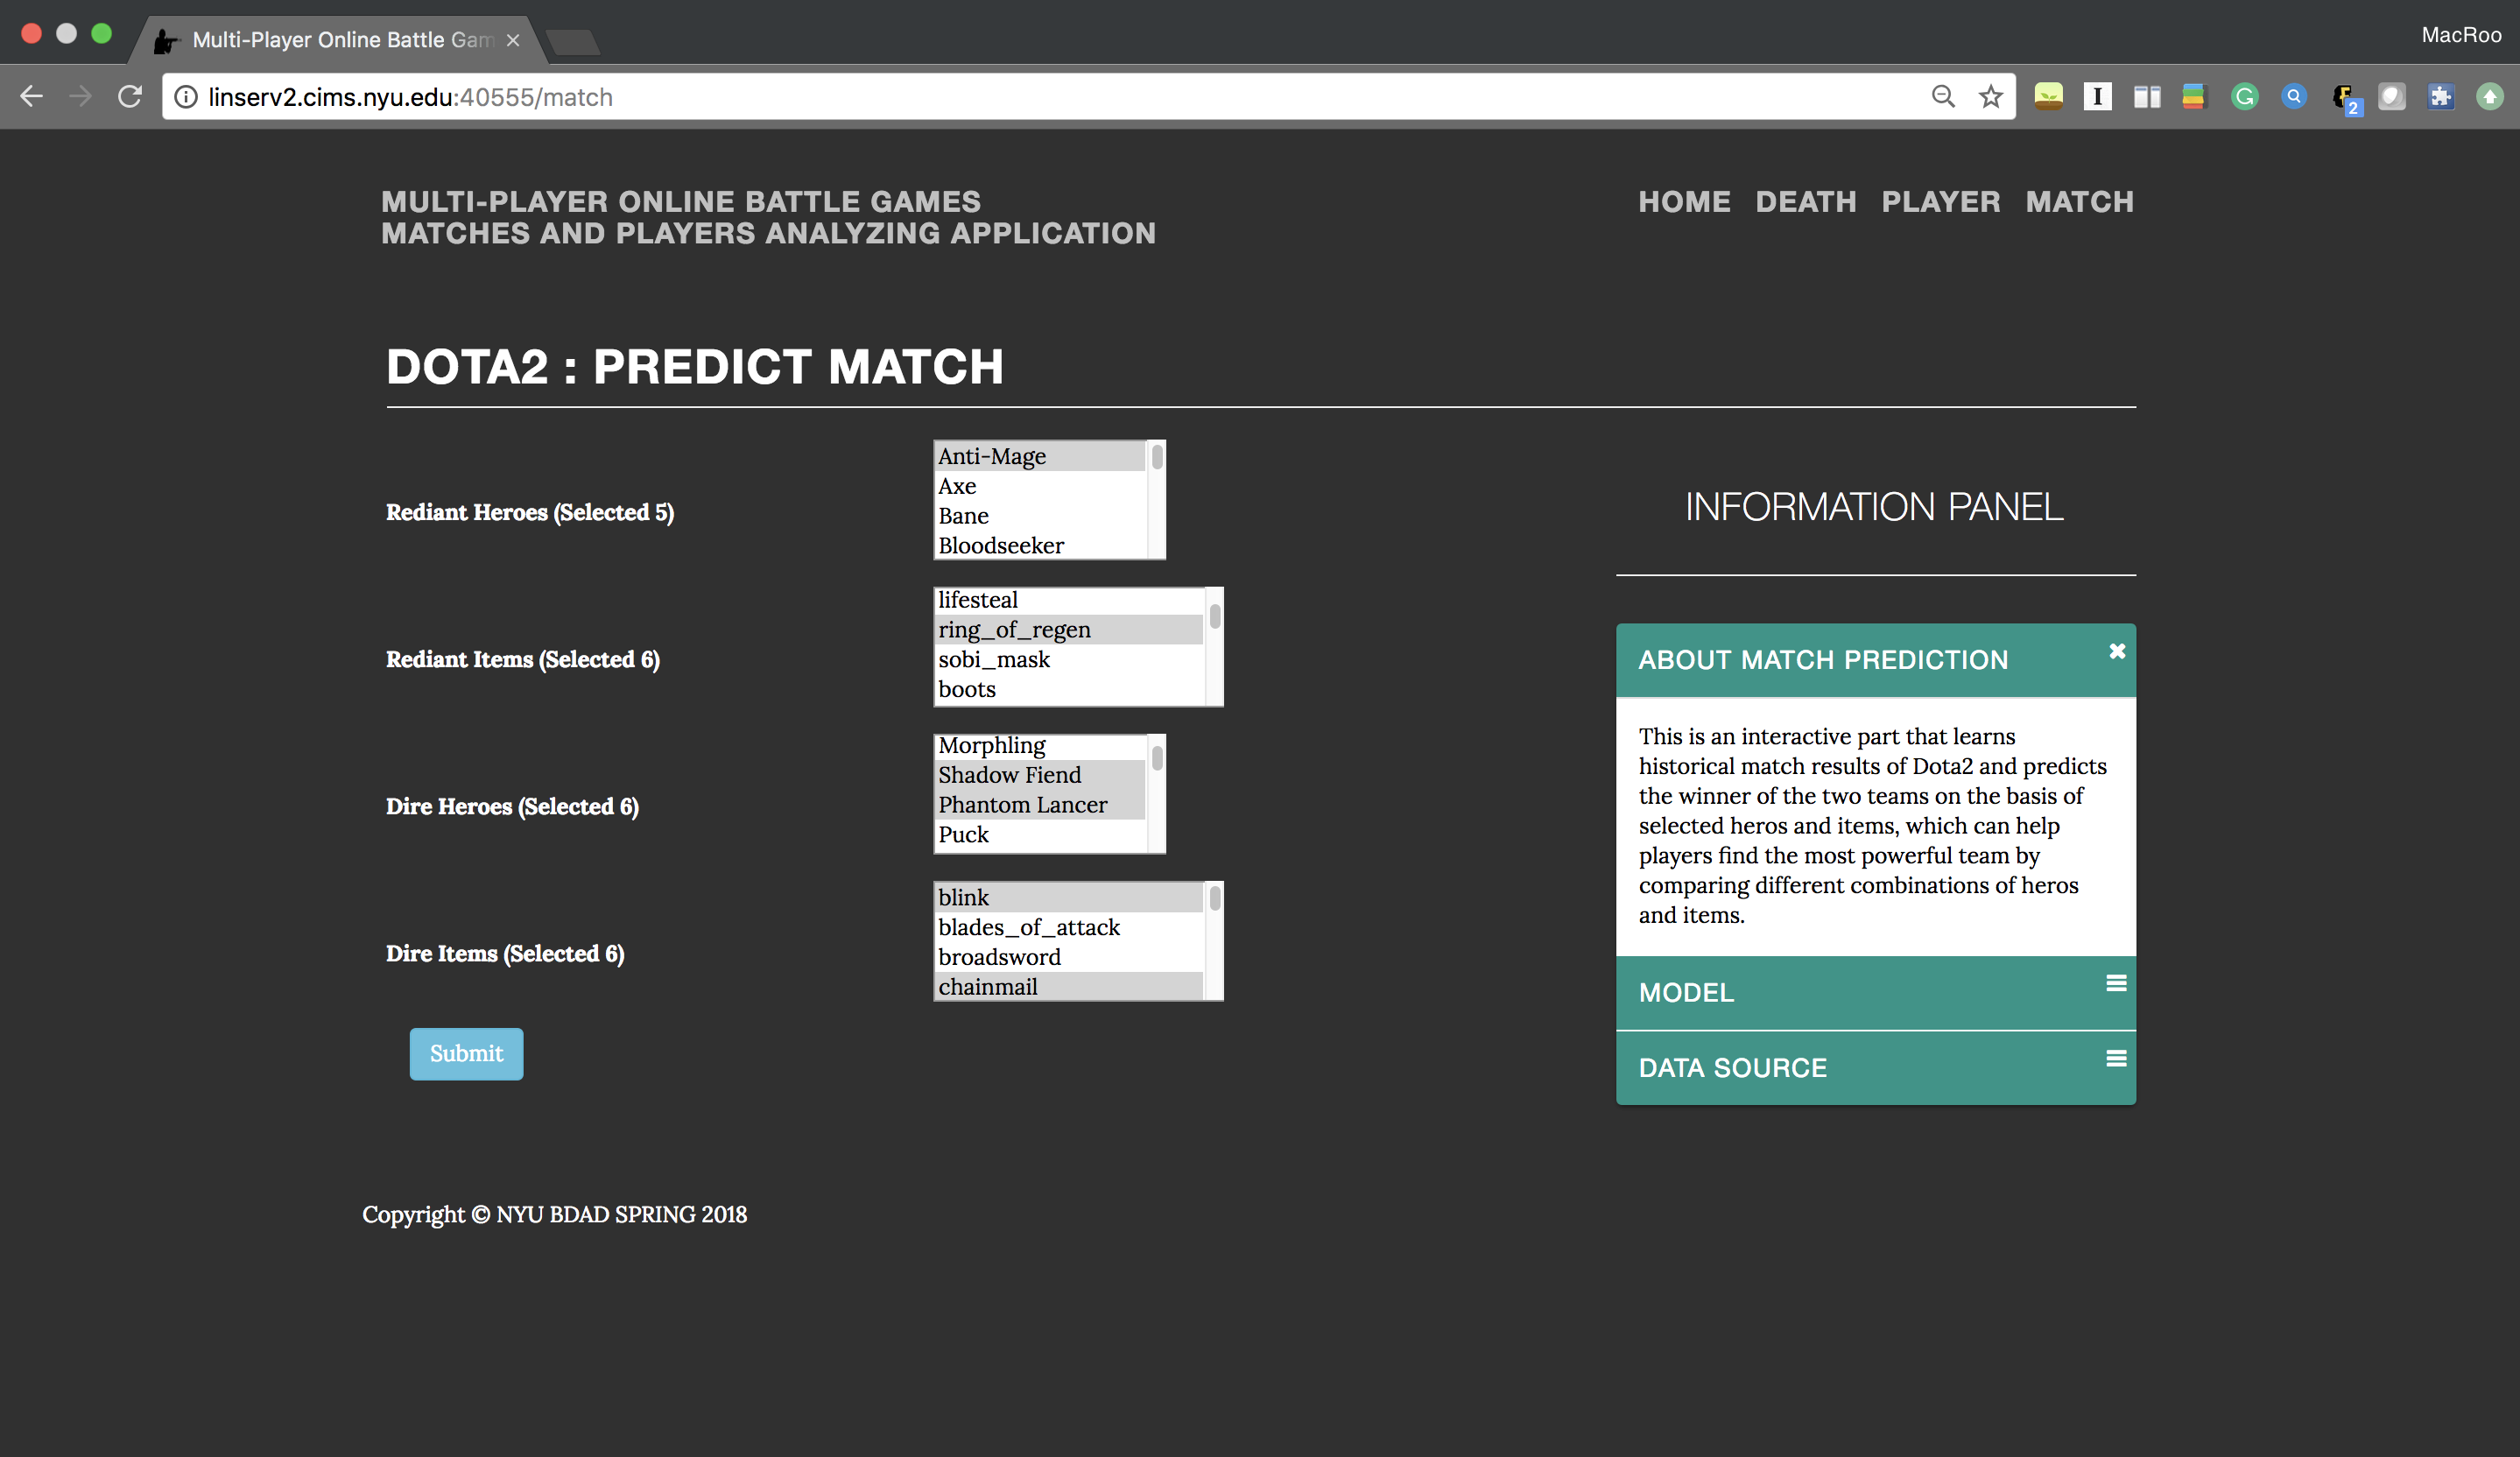 Multi-Player Online Battle Gam
MacRoo
linserv2.cims.nyu.edu:40555/match
2
MULTI-PLAYER ONLINE BATTLE GAMES
MATCHES AND PLAYERS ANALYZING APPLICATION
HOME DEATH PLAYER MATCH
DOTA2 : PREDICT MATCH
Rediant Heroes (Selected 5)
Anti-Mage
Axe
Bane
Bloodseeker
Rediant Items (Selected 6)
lifesteal
ring_of_regen
sobi_mask
boots
Dire Heroes (Selected 6)
Morphling
Shadow Fiend
Phantom Lancer
Puck
Dire Items (Selected 6)
blink
blades_of_attack
broadsword
chainmail
Submit
INFORMATION PANEL
ABOUT MATCH PREDICTION
This is an interactive part that learns
historical match results of Dota2 and predicts
the winner of the two teams on the basis of
selected heros and items, which can help
players find the most powerful team by
comparing different combinations of heros
and items.
MODEL
DATA SOURCE
Copyright © NYU BDAD SPRING 2018